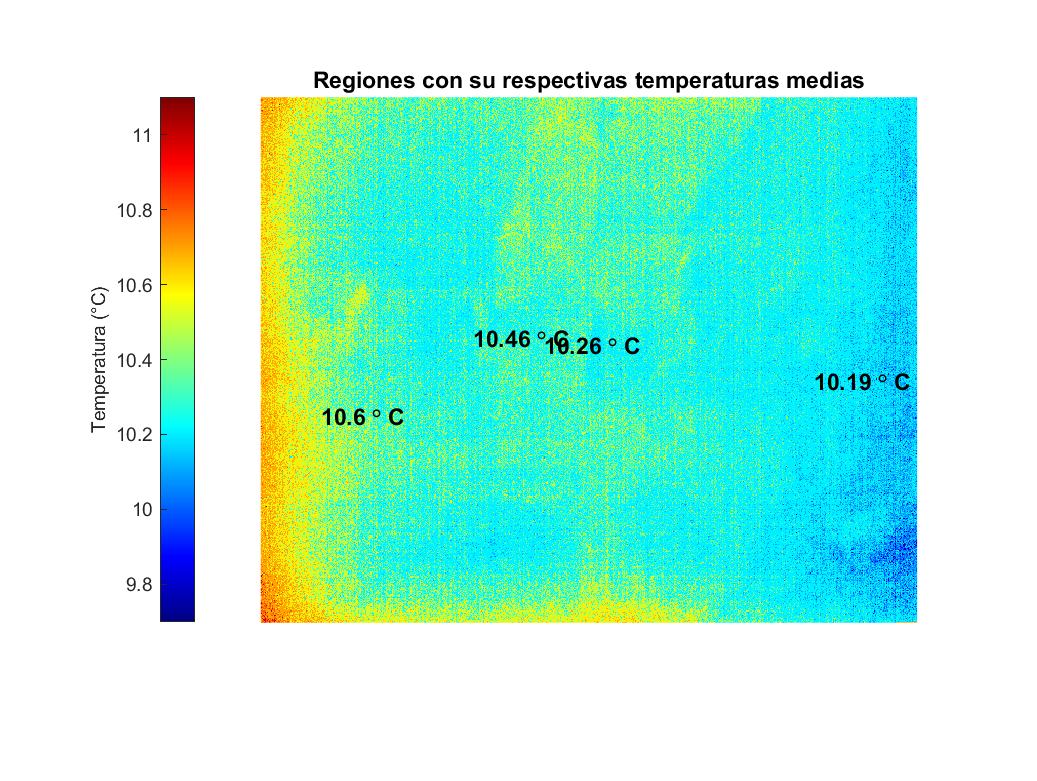 Regiones con su respectivas temperaturas medias
11
10.8
10.6
10.4
10.2
10
9.8
Temperatura (°C)
10.46 ° C
10.26 ° C
10.19 ° C
10.6 ° C